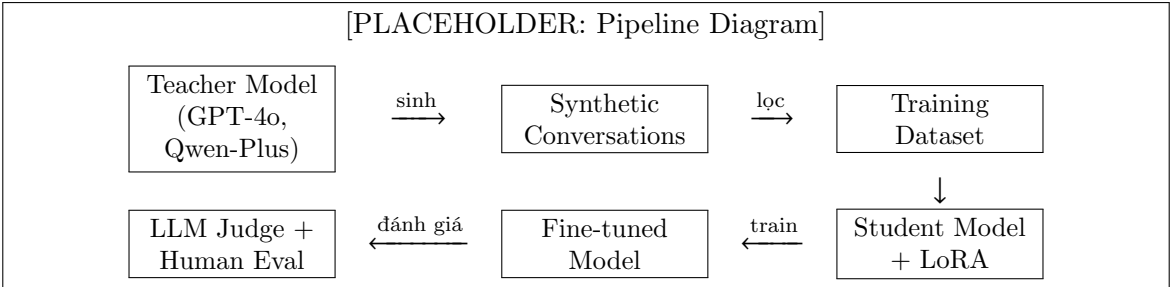 [PLACEHOLDER: Pipeline Diagram]
Teacher Model
(GPT-4o,
Qwen-Plus)
sinh
Synthetic
Conversations
lọc
Training
Dataset
Student Model
+ LoRA
train
Fine-tuned
Model
đánh giá
LLM Judge +
Human Eval